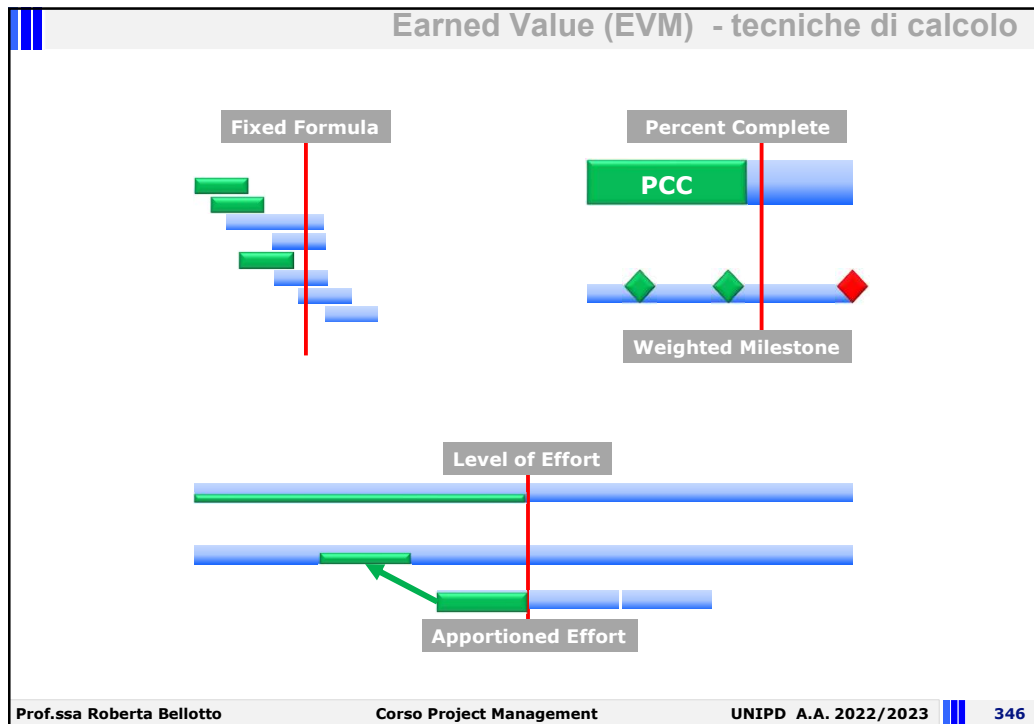 Earned Value (EVM) - tecniche di calcolo
Fixed Formula
Percent Complete
PCC
Weighted Milestone
Level of Effort
Apportioned Effort
Prof.ssa Roberta Bellotto
Corso Project Management
UNIPD A.A. 2022/2023
346